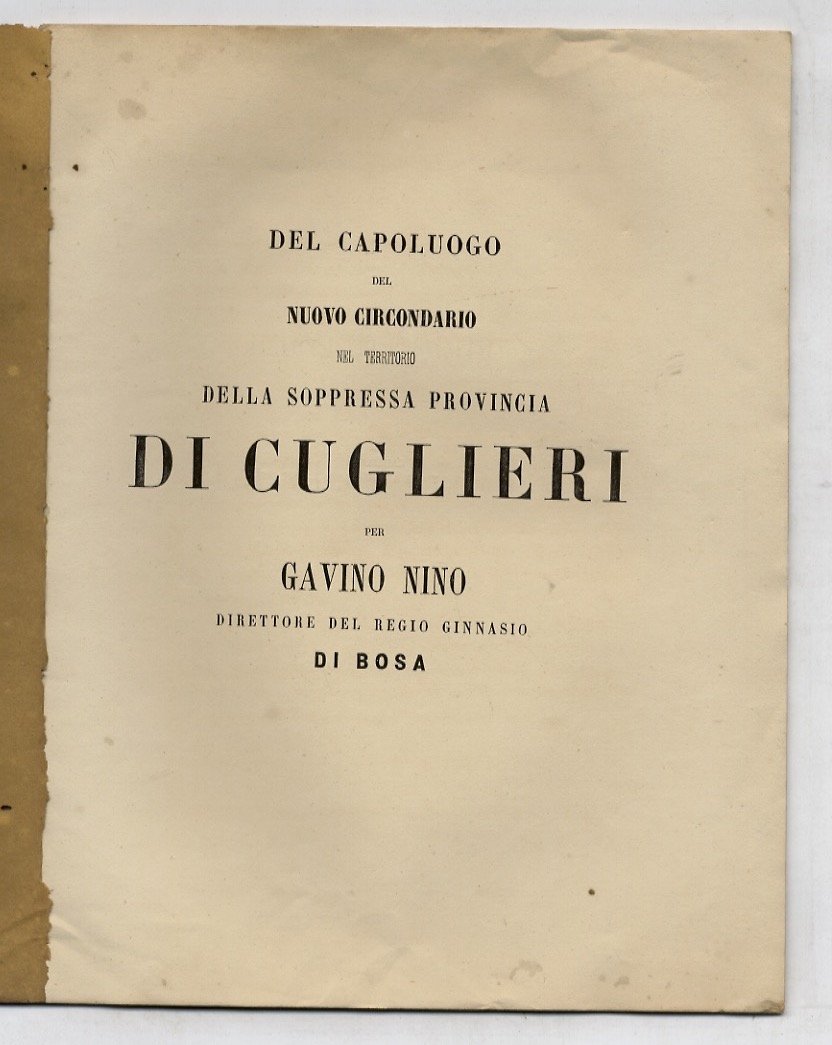 DEL CAPOLUOGO
DEL
NUOVO CIRCONDARIO
NEL TERRITORIO
DELLA SOPPRESSA PROVINCIA
DI CUGLIERI
PER
GAVINO NINO
DIRETTORE DEL REGIO GINNASIO
DI BOSA